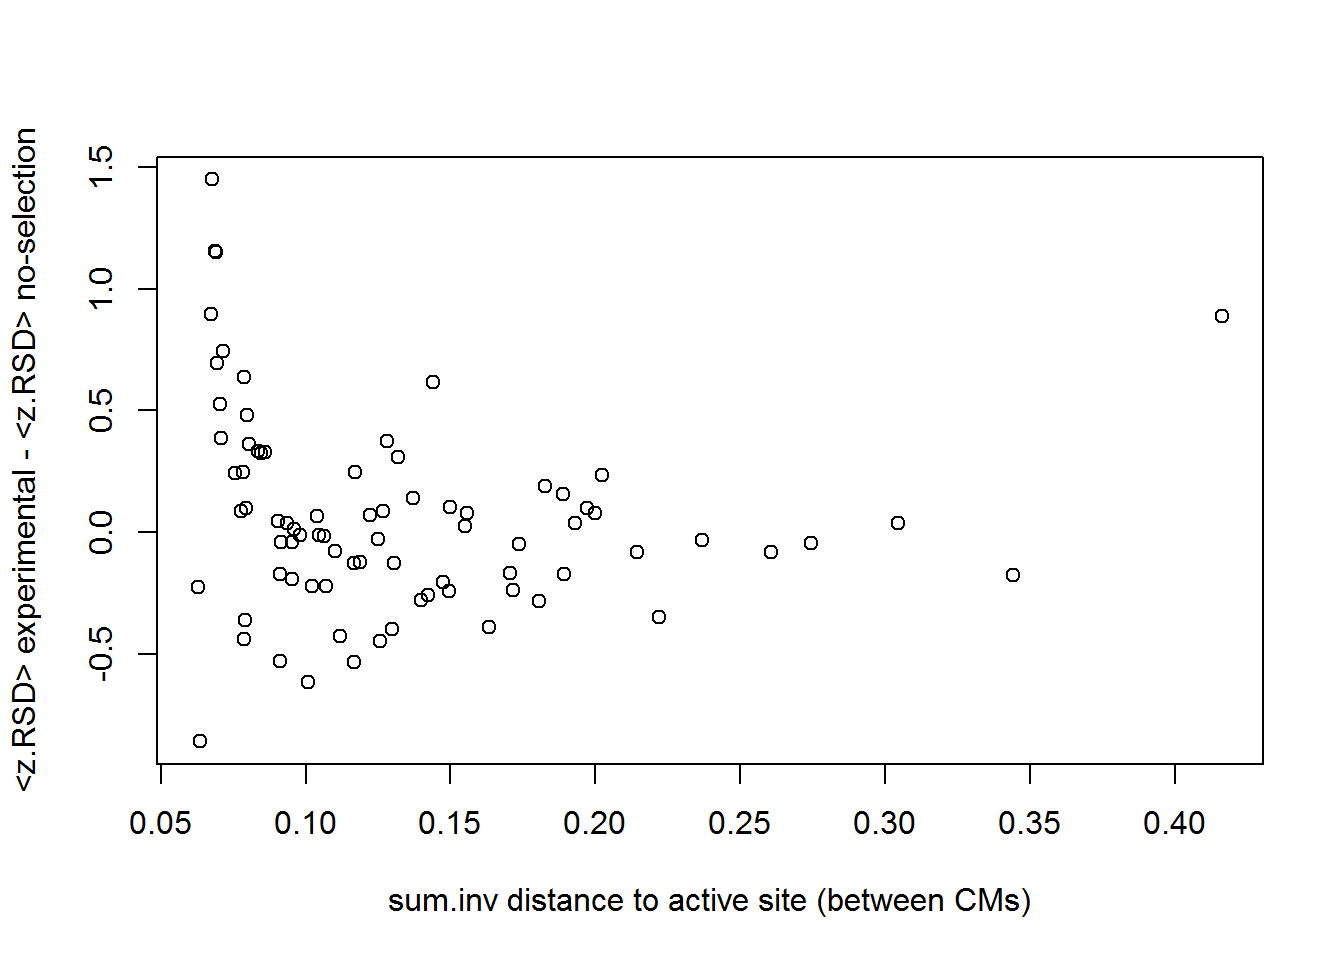 <z.RSD> experimental - <z.RSD> no-selection
1.5
1.0
0.5
0.0
-0.5
0.05 0.10 0.15 0.20 0.25 0.30 0.35 0.40
sum.inv distance to active site (between CMs)